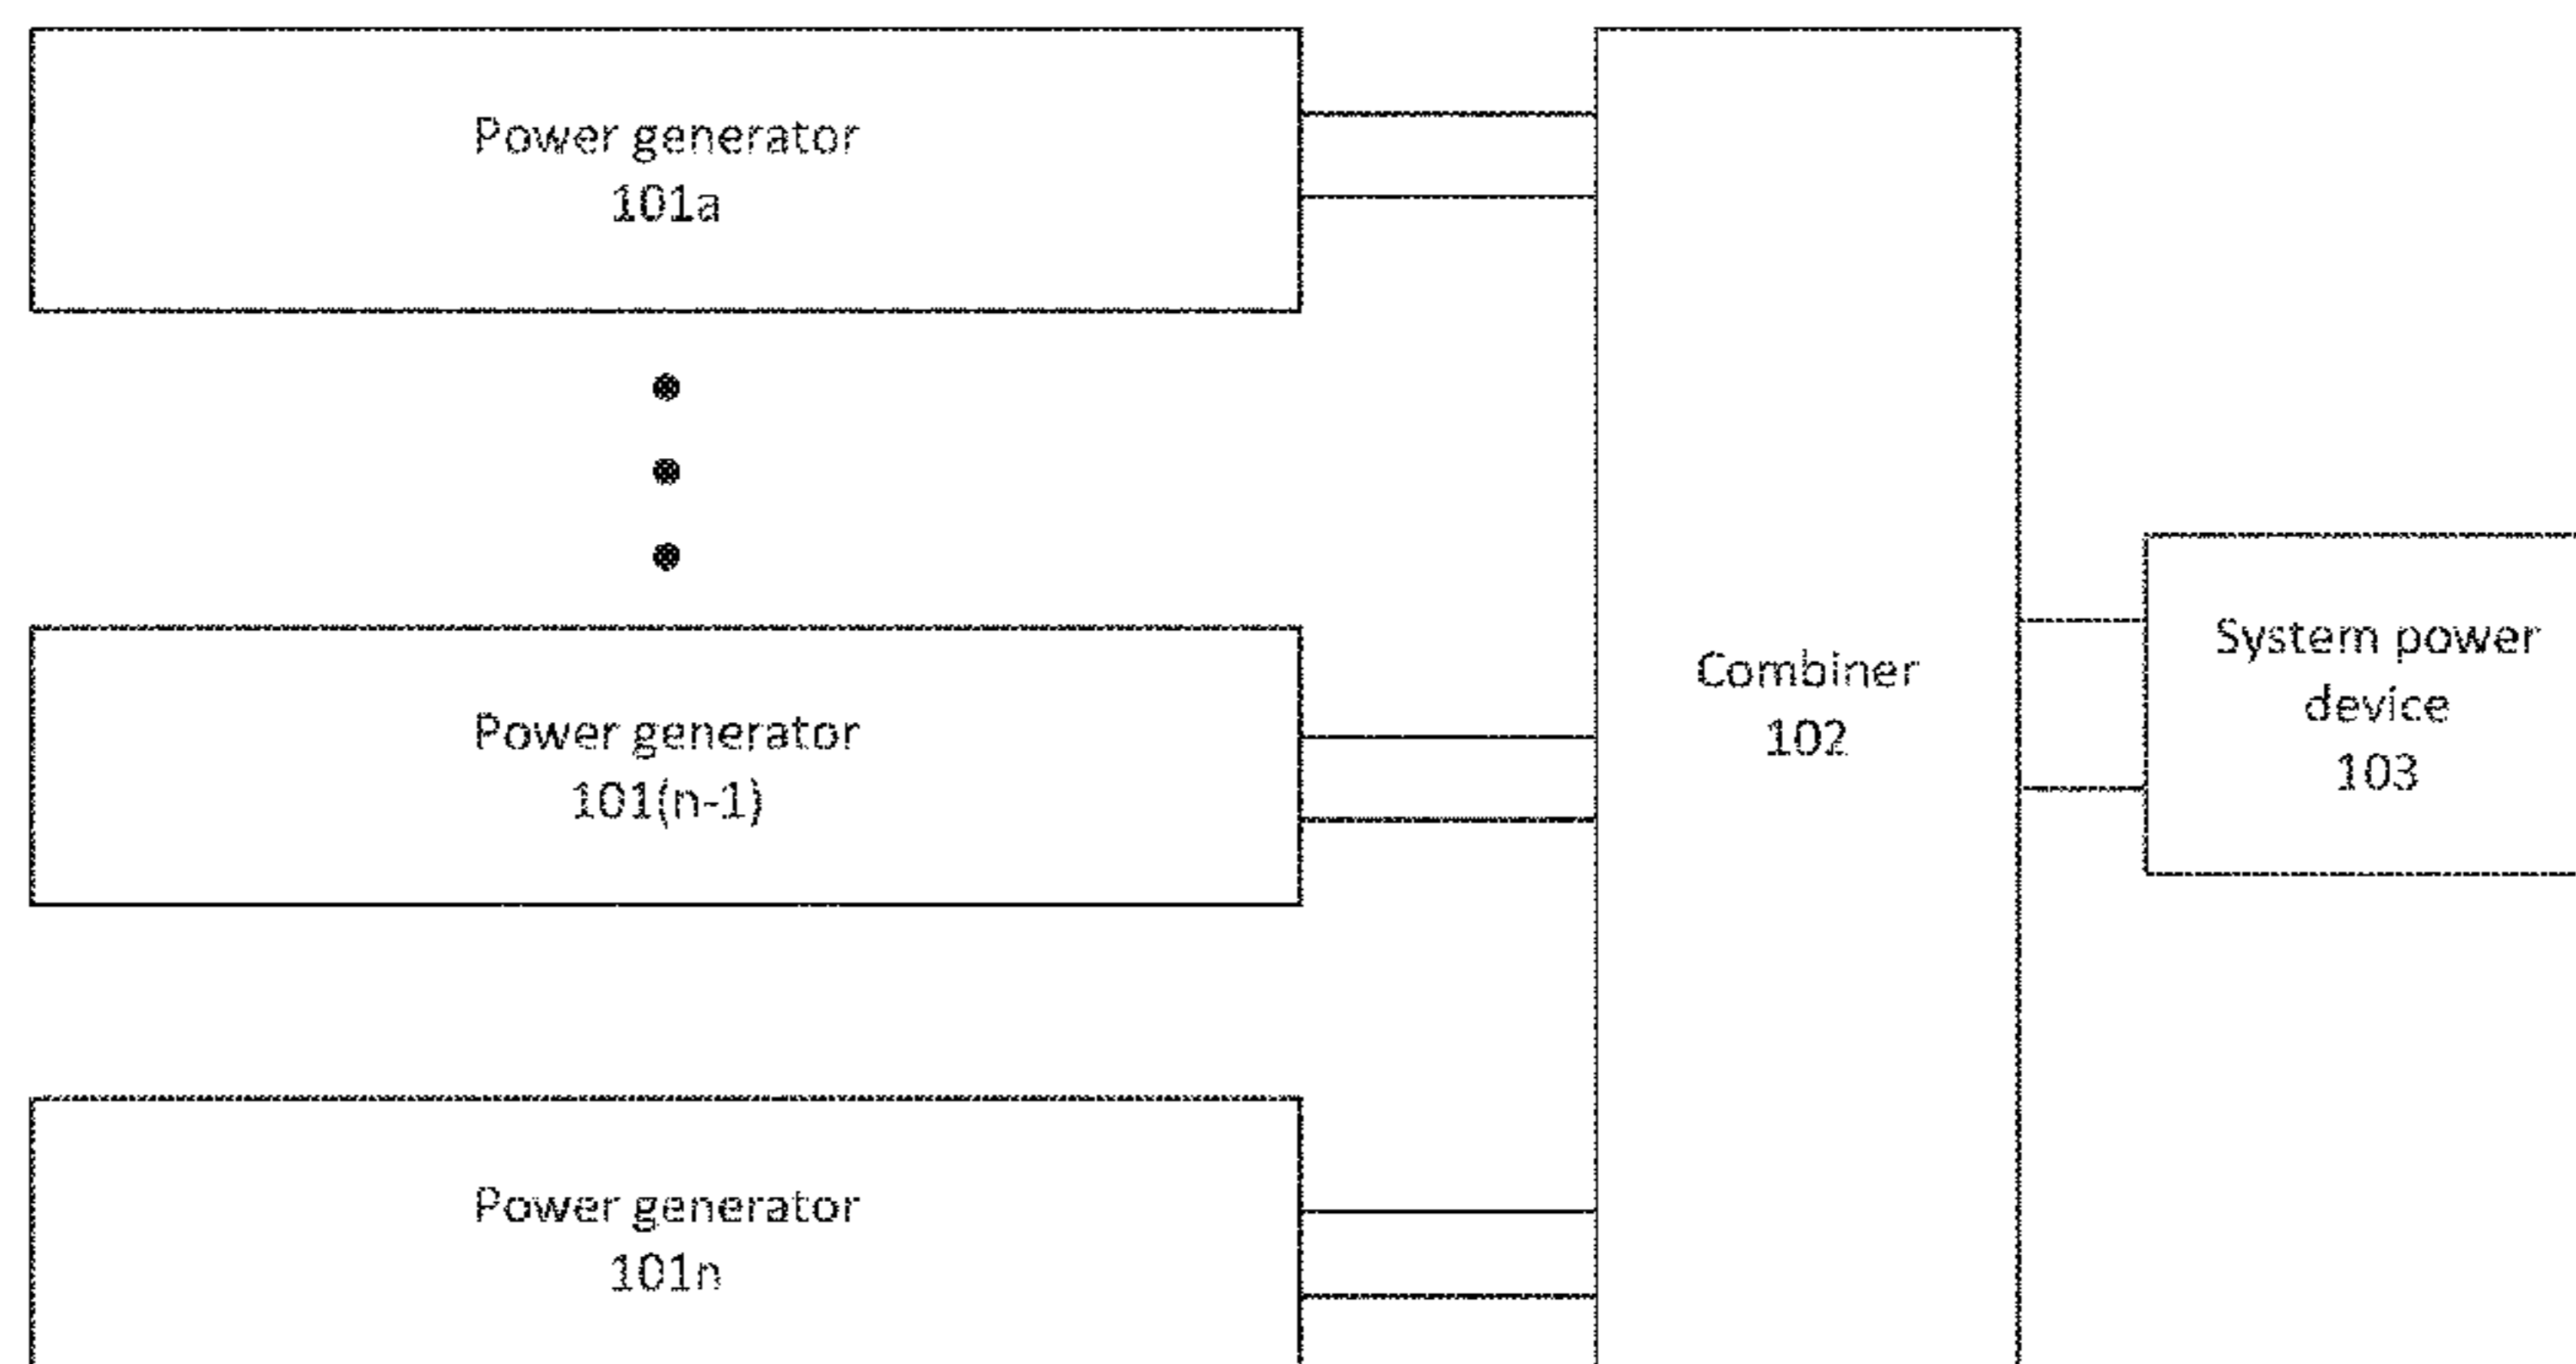 Power generator
101a
Power generator
101(n-1)
Power generator
101n
Combiner
102
System power
device
103